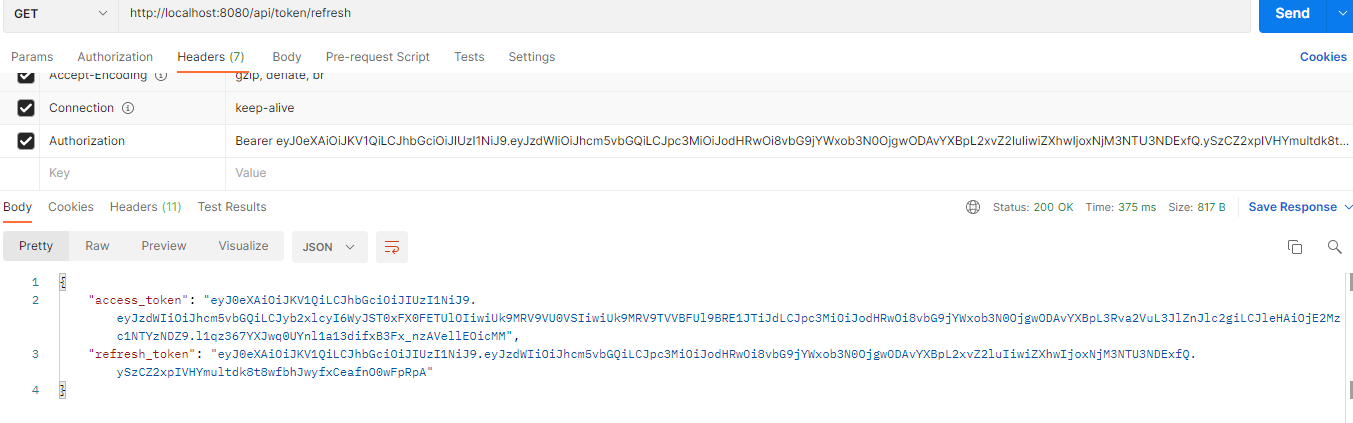 GET http://localhost:8080/api/token/refresh Send
Params Authorization Headers (7) Body Pre-request Script Tests Settings Cookies
Accept-Encoding gzip, deflate, br
Connection keep-alive
Authorization Bearer eyJ0eXAiOiJKV1QiLCJhbGciOiJIUzI1NiJ9.eyJzdWIiOiJhcm5vbGQiLCJpc3MiOiJodHRwOi8vbG9jYWxob3N0OjgwODAvYXBpL2xvZ2luIiwiZXhwIjoxNjM3NTU3NDExfQ.ySzCZ2xpIVHYmultdk8t...
Key Value
Body Cookies Headers (11) Test Results Status: 200 OK Time: 375 ms Size: 817 B Save Response
Pretty Raw Preview Visualize JSON
1 {
2 "access_token": "eyJ0eXAiOiJKV1QiLCJhbGciOiJIUzI1NiJ9.
eyJzdWIiOiJhcm5vbGQiLCJyb2xlcyI6WyJST0xFX0FETUlOIiwiUk9MRV9VU0VSIiwiUk9MRV9TVVBFUl9BRE1JTiJdLCJpc3MiOiJodHRwOi8vbG9jYWxob3N0OjgwODAvYXBpL3Rva2VuL3JlZnJlc2giLCJleHAiOjE2Mz
c1NTYzNDZ9.l1qz367YXJwq0UYnl1a13difxB3Fx_nzAVellEOicMM",
3 "refresh_token": "eyJ0eXAiOiJKV1QiLCJhbGciOiJIUzI1NiJ9.eyJzdWIiOiJhcm5vbGQiLCJpc3MiOiJodHRwOi8vbG9jYWxob3N0OjgwODAvYXBpL2xvZ2luIiwiZXhwIjoxNjM3NTU3NDExfQ.
ySzCZ2xpIVHYmultdk8t8wfbhJwyfxCeafnO0wFpRpA"
4 }